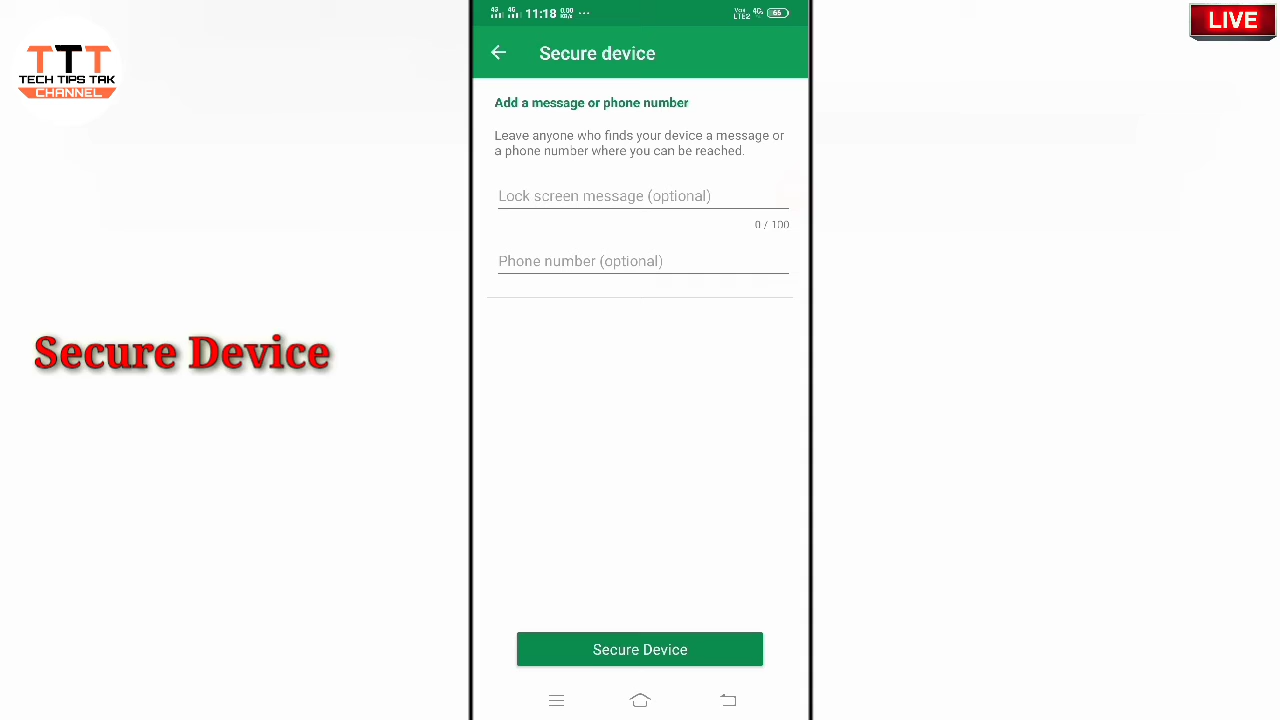 TTT
TECH TIPS TAK
CHANNEL
LIVE
11:18
66
Secure device
Add a message or phone number
Leave anyone who finds your device a message or
a phone number where you can be reached.
Lock screen message (optional)
0 / 100
Phone number (optional)
Secure Device
Secure Device